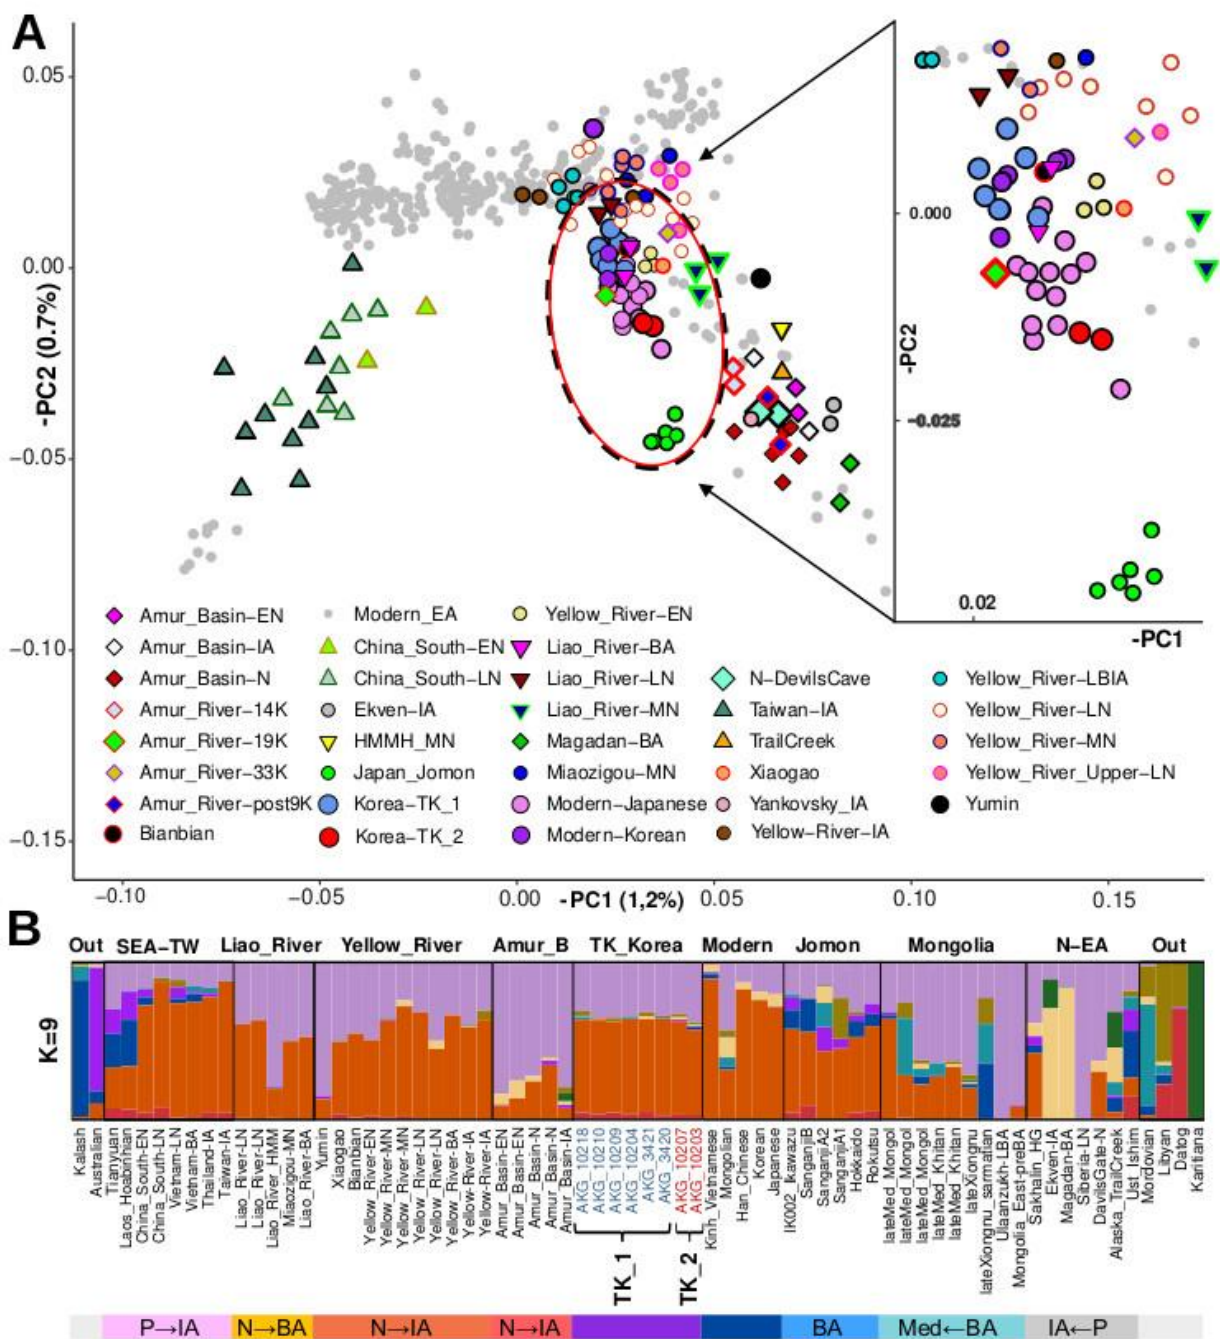 A
0.05
0.00
−0.05
−0.10
−0.15
-PC2 (0.7%)
0.000
-PC2
−0.025
0.02
-PC1
Amur_Basin−EN
Amur_Basin−IA
Amur_Basin−N
Amur_River−14K
Amur_River−19K
Amur_River−33K
Amur_River−post9K
Bianbian
Modern_EA
China_South−EN
China_South−LN
Ekven−IA
HMMH_MN
Japan_Jomon
Korea−TK_1
Korea−TK_2
Yellow_River−EN
Liao_River−BA
Liao_River−LN
Liao_River−MN
Magadan−BA
Miaozigou−MN
Modern−Japanese
Modern−Korean
N−DevilsCave
Taiwan−IA
TrailCreek
Xiaogao
Yankovsky_IA
Yellow−River−IA
Yellow_River−LBIA
Yellow_River−LN
Yellow_River−MN
Yellow_River_Upper−LN
Yumin
−0.10
−0.05
0.00
-PC1 (1,2%)
0.05
0.10
0.15
B
Out
SEA−TW
Liao_River
Yellow_River
Amur_B
TK_Korea
Modern
Jomon
Mongolia
N−EA
Out
K=9
Kalash
Australian
Tianyuan
Laos_Hoabinhian
China_South-EN
China_South-LN
Vietnam-LN
Vietnam-BA
Thailand-IA
Taiwan-IA
Liao_River-LN
Liao_River-LN
Liao_River_HMM
Miaozigou-MN
Liao_River-BA
Yumin
Xiaogao
Bianbian
Yellow_River-EN
Yellow_River-MN
Yellow_River-MN
Yellow_River-LN
Yellow_River-LN
Yellow_River-BA
Yellow_River-IA
Yellow-River-IA
Amur_Basin-EN
Amur_Basin-EN
Amur_Basin-N
Amur_Basin-N
Amur_Basin-IA
AKG_10218
AKG_10210
AKG_10209
AKG_10204
AKG_3421
AKG_3420
AKG_10207
AKG_10203
Kinh_Vietnamese
Mongolian
Han_Chinese
Korean
Japanese
IK002_Ikawazu
SanganjiB
SanganjiA2
SanganjiA1
Hokkaido
Rokutsu
lateMed_Mongol
lateMed_Mongol
lateMed_Mongol
lateMed_Khitan
lateMed_Khitan
lateXiongnu
lateXiongnu_sarmatian
Ulaanzukh-LBA
Mongolia_East-preBA
Sakhalin_HG
Ekven-IA
Magadan-BA
Siberia-LN
DavilsGate-N
Alaska_TrailCreek
Ust_Ishim
Mordovian
Libyan
Datog
Karitiana
TK_1
TK_2
P→IA
N→BA
N→IA
N→IA
BA
Med←BA
IA←P